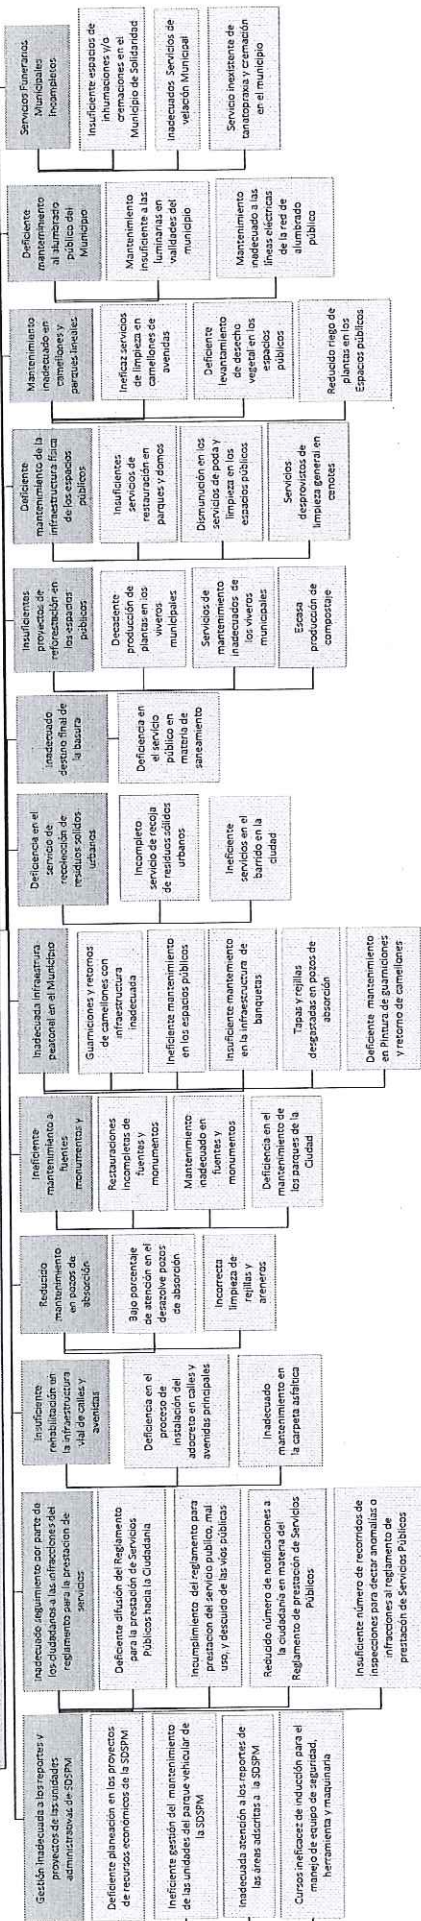 Gestión inadecuada a los reportes y
proyectos de las unidades
administrativas de SDSPM
Deficiente planeación en los proyectos
de recursos económicos de la SDSPM
Ineficiente gestión del mantenimiento
de las unidades del parque vehicular de
la SDSPM
Inadecuada atención a los reportes de
las áreas adscritas a la SDSPM
Cursos ineficacez de inducción para el
manejo de equipo de seguridad,
herramienta y maquinaria
Inadecuado seguimiento por parte de
los ciudadanos a las infracciones del
reglamento para la prestacion de
servicios
Deficiente difusión del Reglamento
para la prestación de Servicios
Públicos hacia la Ciudadanía
Incumplimiento del reglamento para
prestacion del servicio publico, mal
uso, y descuido de las vías públicas
Reducido número de notificaciones a
la ciudadanía en materia del
Reglamento de prestación de Servicios
Públicos
Insuficiente número de recorridos de
inspecciones para dectar anomalías o
infracciones al reglamento de
prestación de Servicios Públicos
Insuficiente
rehabilitación en
la infraestructura
vial de calles y
avenidas
Deficiencia en el
proceso de
instalación del
adocreto en calles y
avenidas principales
Inadecuado
mantenimiento en
la carpeta asfáltica
Reducido
mantenimiento
en pozos de
absorción
Bajo porcentaje
de atención en el
desazolve pozos
de absorción
Incorrecta
limpieza de
rejillas y
areneros
Ineficiente
mantenimiento a
fuentes
monumentos y
Restauraciones
incompletas de
fuentes y
monumentos
Mantenimiento
inadecuado en
fuentes y
monumentos
Deficiencia en el
mantenimiento de
los parques de la
Ciudad
Inadecuada Infraestrura
peatonal en el Municipio
Guarniciones y retornos
de camellones con
infraestructura
inadecuada
Ineficiente mantenimiento
en los espacios públicos
Insuficiente mantemiento
en la infraestructura de
banquetas
Tapas y rejillas
desgastadas en pozos de
absorción
Deficiente mantenimiento
en Pintura de guarniciones
y retorno de camellones
Deficiencia en el
servicio de
recolección de
residuos solidos
urbanos
Incompleto
servicio de recoja
de residuos sólidos
urbanos
Ineficiente
servicios en el
barrido en la
ciudad
Inadecuado
destino final de
la basura
Deficiencia en
el servicio
público en
materia de
saneamiento
Insuficientes
proyectos de
reforestación en
los espacios
públicos
Decadente
producción de
plantas en los
viveros
municipales
Servicios de
mantenimiento
inadecuados de
los viveros
municipales
Escasa
producción de
compostaje
Deficiente
mantenimiento de la
infraestructura física
de los espacios
públicos
Insuficientes
servicios de
restauración en
parques y domos
Dismunución en los
servicios de poda y
limpieza en los
espacios públicos
Servicios
desprovistos de
limpieza general en
cenotes
Mantenimiento
inadecuado en
camellones y
parques lineales
Ineficaz servicios
de limpieza en
camellones de
avenidas
Deficiente
levantamiento
de desecho
vegetal en los
espacios
públicos
Reducido riego de
plantas en los
Espacios públicos
Deficiente
mantenimiento
al alumbrado
público del
Municipio
Mantenimiento
insuficiente a las
luminarias en
vialidades del
municipio
Mantenimiento
inadecuado a las
líneas eléctricas
de la red de
alumbrado
público
Servicios Funerarios
Municipales
Incompletos
Insuficiente espacios de
inhumaciones y/o
cremaciones en el
Municipio de Solidaridad
Inadecuados Servicios de
velación Municipal
Servicio inexistente de
tanatopraxia y cremación
en el municipio